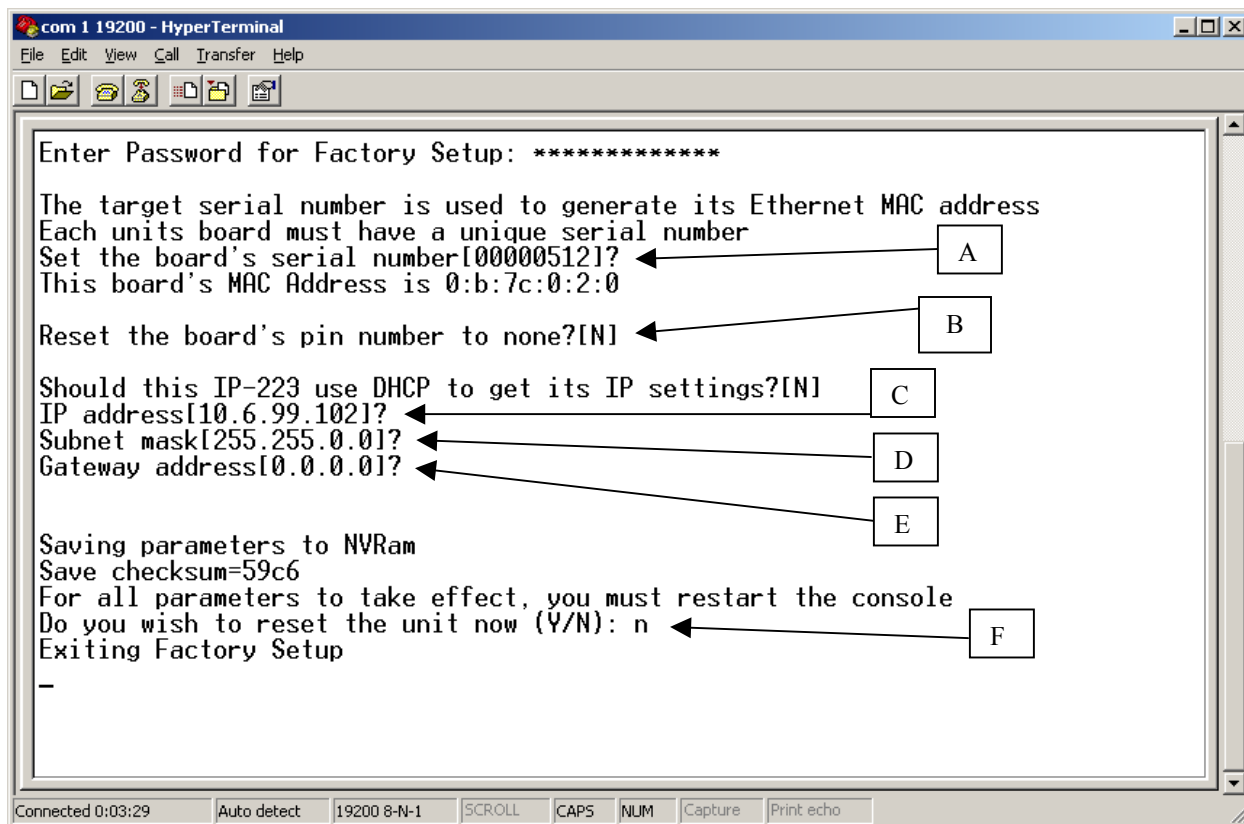 com 1 19200 - HyperTerminal
File Edit View Call Transfer Help
Enter Password for Factory Setup: *************
The target serial number is used to generate its Ethernet MAC address
Each units board must have a unique serial number
Set the board's serial number[00000512]?
A
This board's MAC Address is 0:b:7c:0:2:0
B
Reset the board's pin number to none?[N]
Should this IP-223 use DHCP to get its IP settings?[N]
C
IP address[10.6.99.102]?
Subnet mask[255.255.0.0]?
D
Gateway address[0.0.0.0]?
E
Saving parameters to NVRam
Save checksum=59c6
For all parameters to take effect, you must restart the console
Do you wish to reset the unit now (Y/N): n
F
Exiting Factory Setup
_
Connected 0:03:29 Auto detect 19200 8-N-1 SCROLL CAPS NUM Capture Print echo